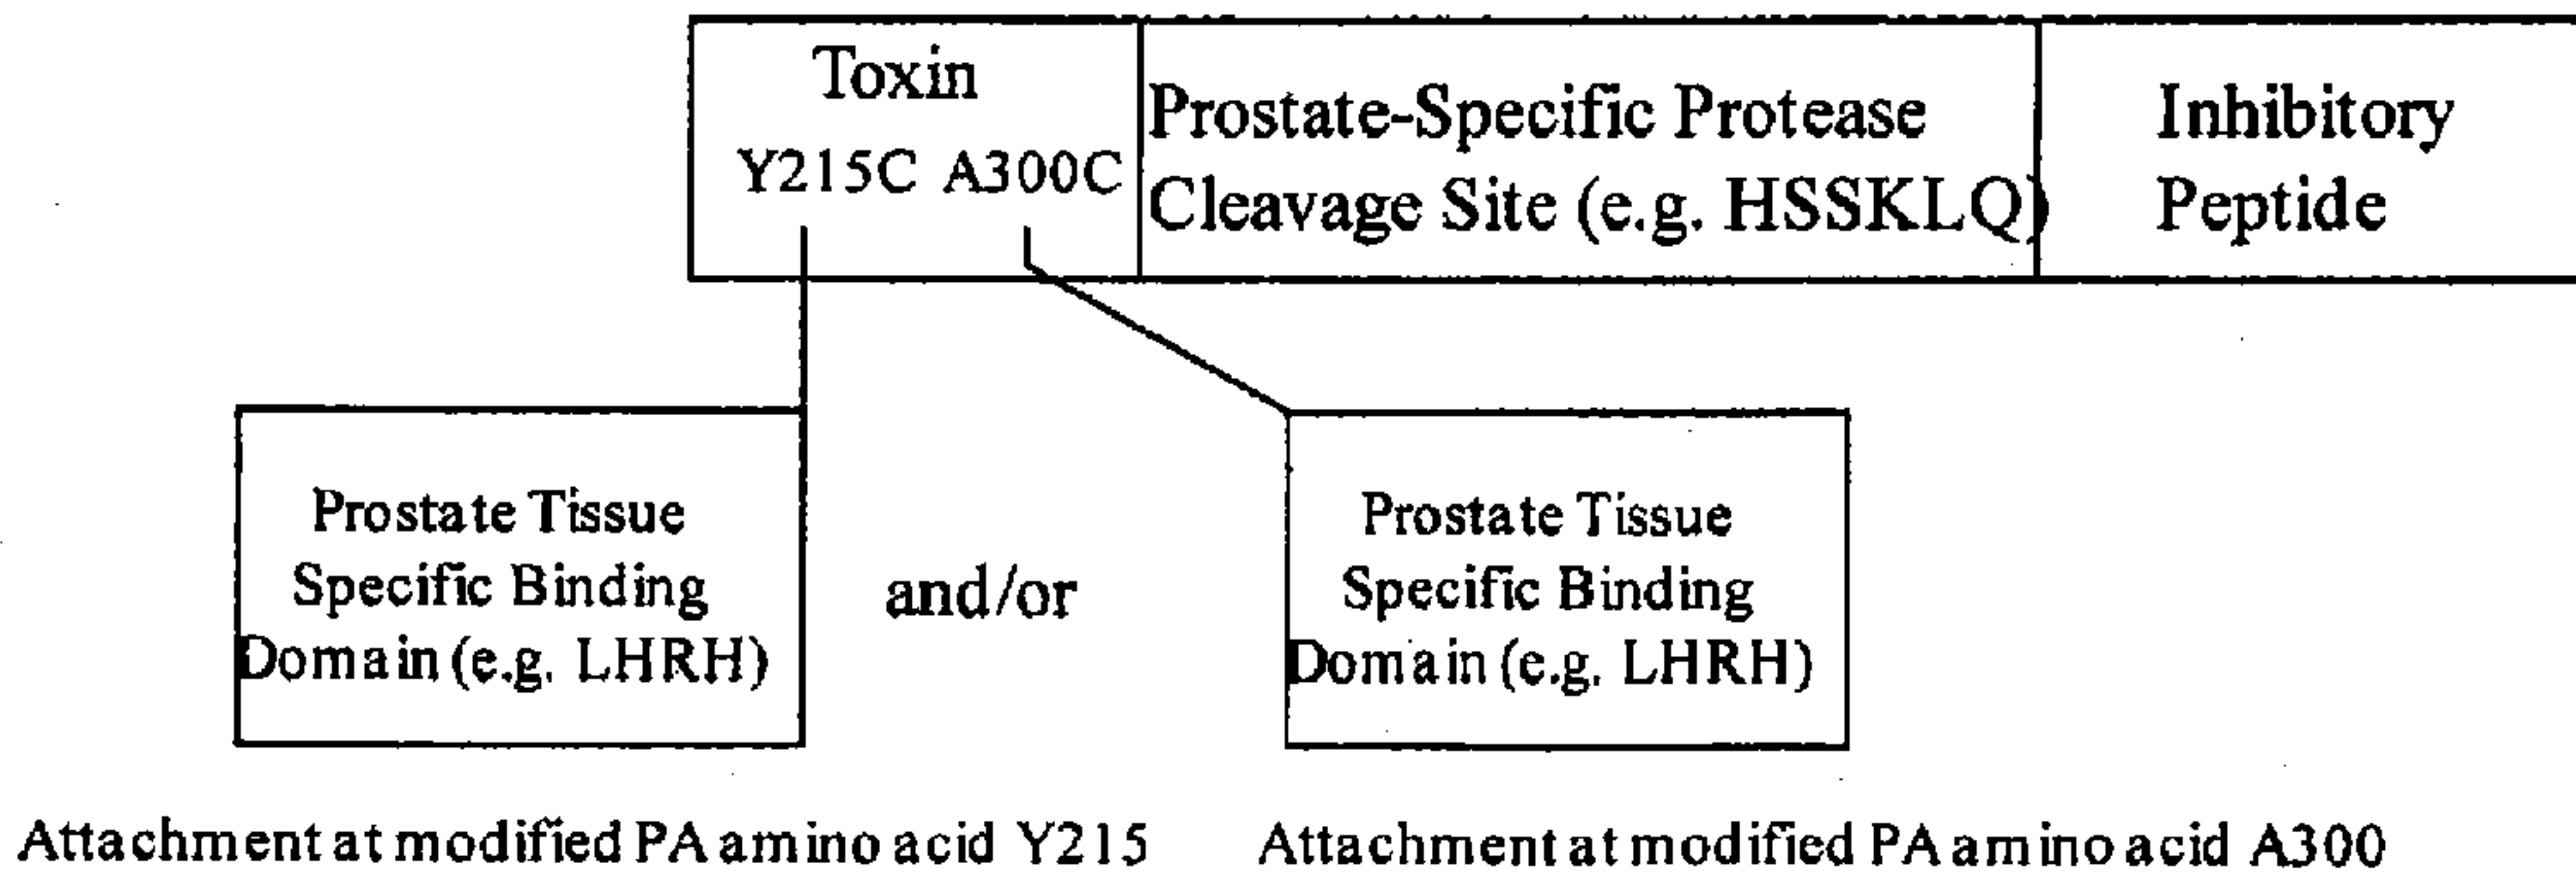 Toxin
Y215C A300C
Prostate-Specific Protease
Cleavage Site (e.g. HSSKLQ)
Inhibitory
Peptide
Prostate Tissue
Specific Binding
Domain (e.g. LHRH)
and/or
Prostate Tissue
Specific Binding
Domain (e.g. LHRH)
Attachment at modified PA amino acid Y215
Attachment at modified PA amino acid A300